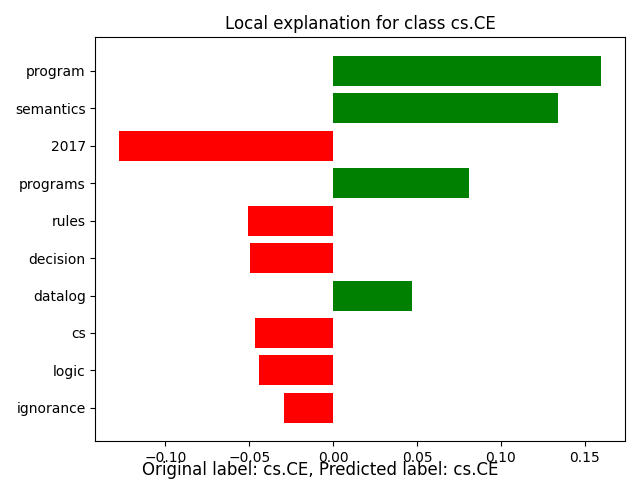 Local explanation for class cs.CE
program
semantics
2017
programs
rules
decision
datalog
cs
logic
ignorance
−0.10 −0.05 0.00 0.05 0.10 0.15
Original label: cs.CE, Predicted label: cs.CE